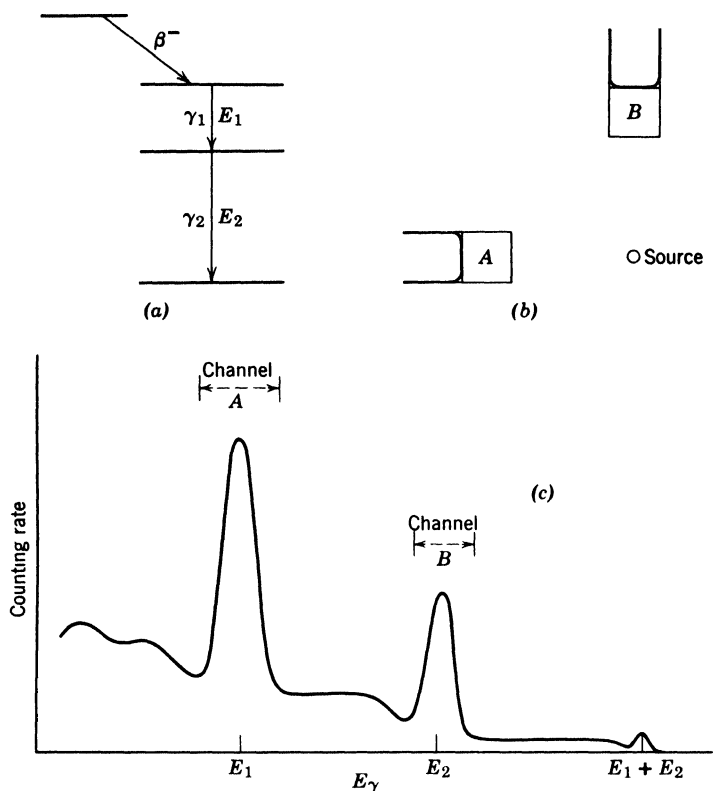 β⁻
γ₁ E₁
γ₂ E₂
(a)
B
A
Source
(b)
Channel
A
(c)
Channel
B
Counting rate
E₁
E₂
E₁ + E₂
Eγ